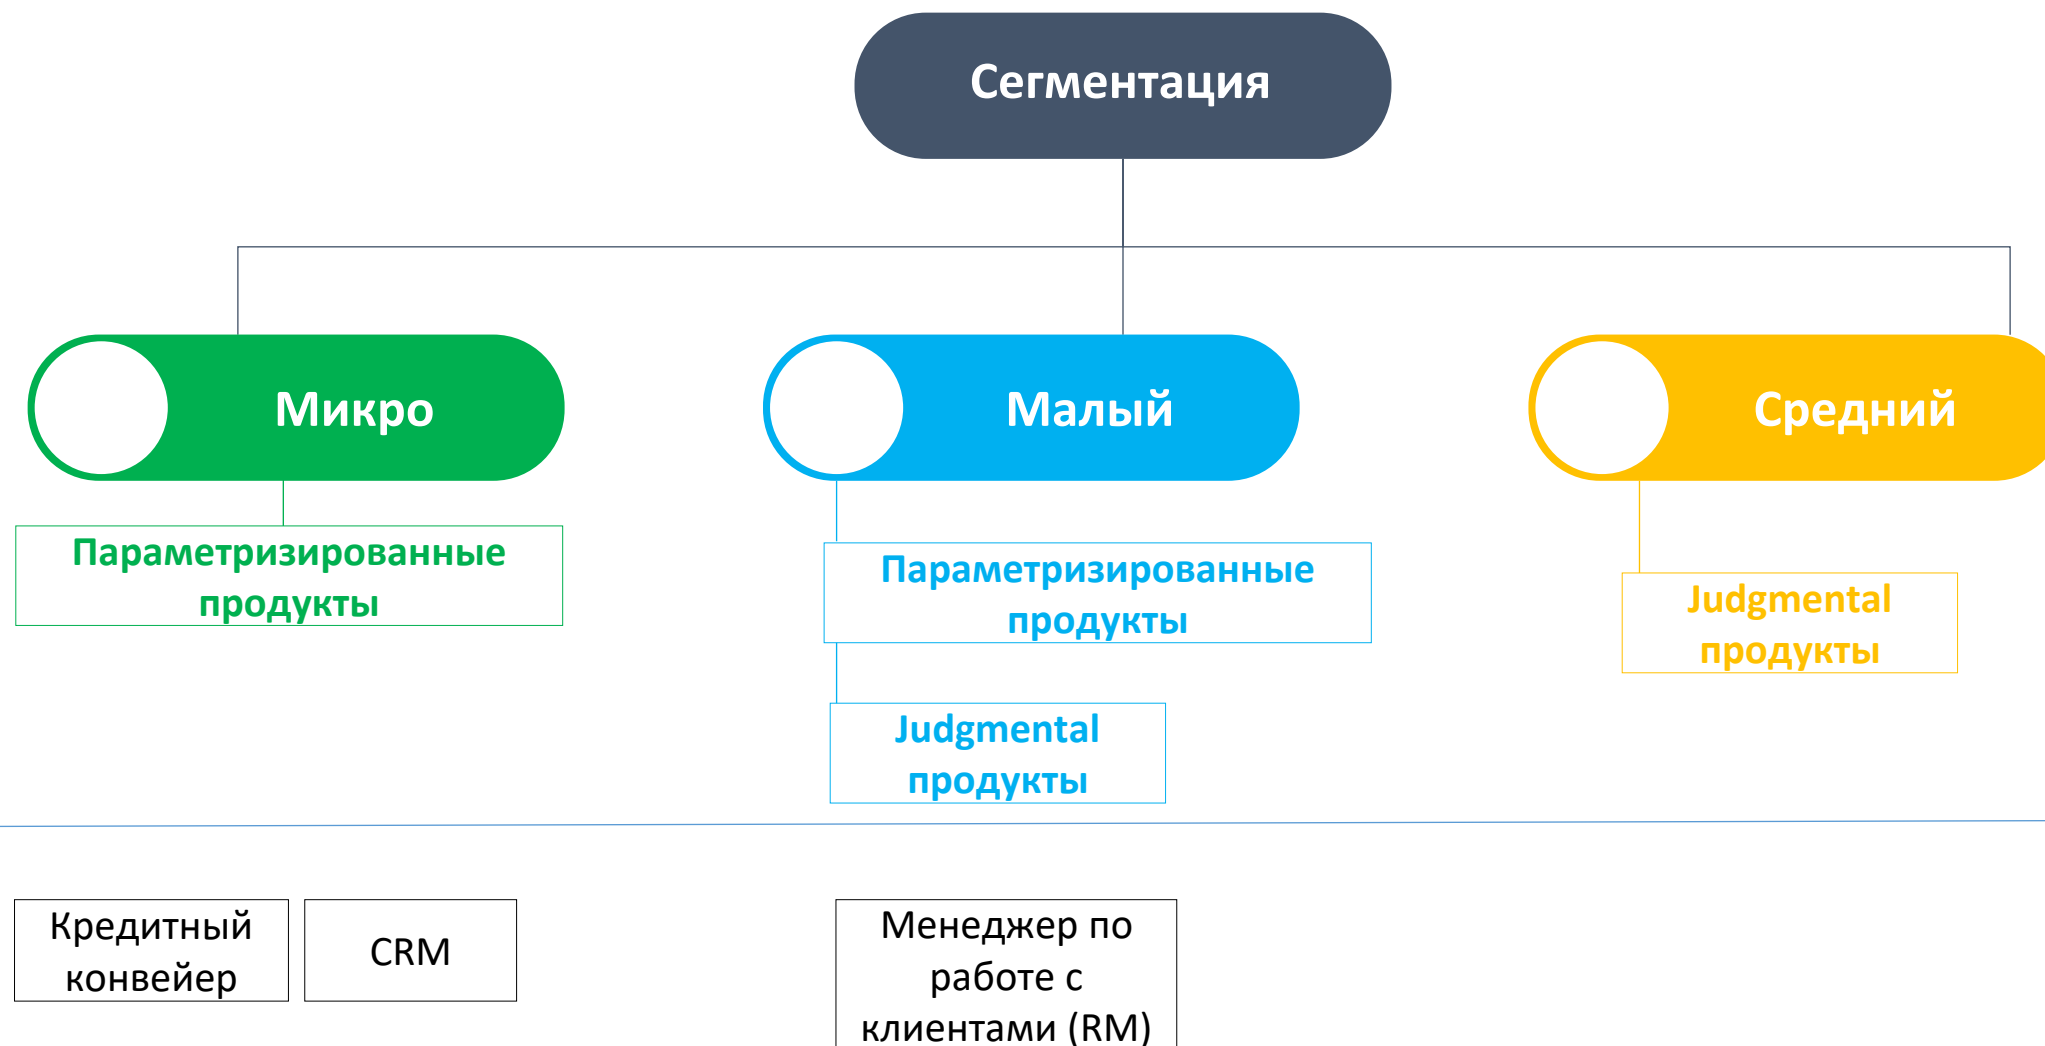 Сегментация
Микро
Малый
Средний
Параметризированные
продукты
Параметризированные
продукты
Judgmental
продукты
Judgmental
продукты
Кредитный
конвейер
CRM
Менеджер по
работе с
клиентами (RM)